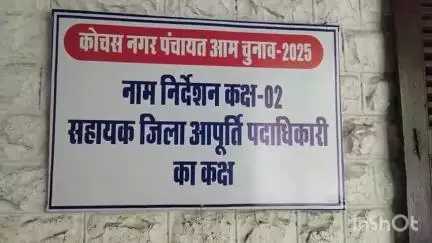 कोचस नगर पंचायत आम चुनाव-2025
नाम निर्देशन कक्ष-02
सहायक जिला आपूर्ति पदाधिकारी
का कक्ष
InShot